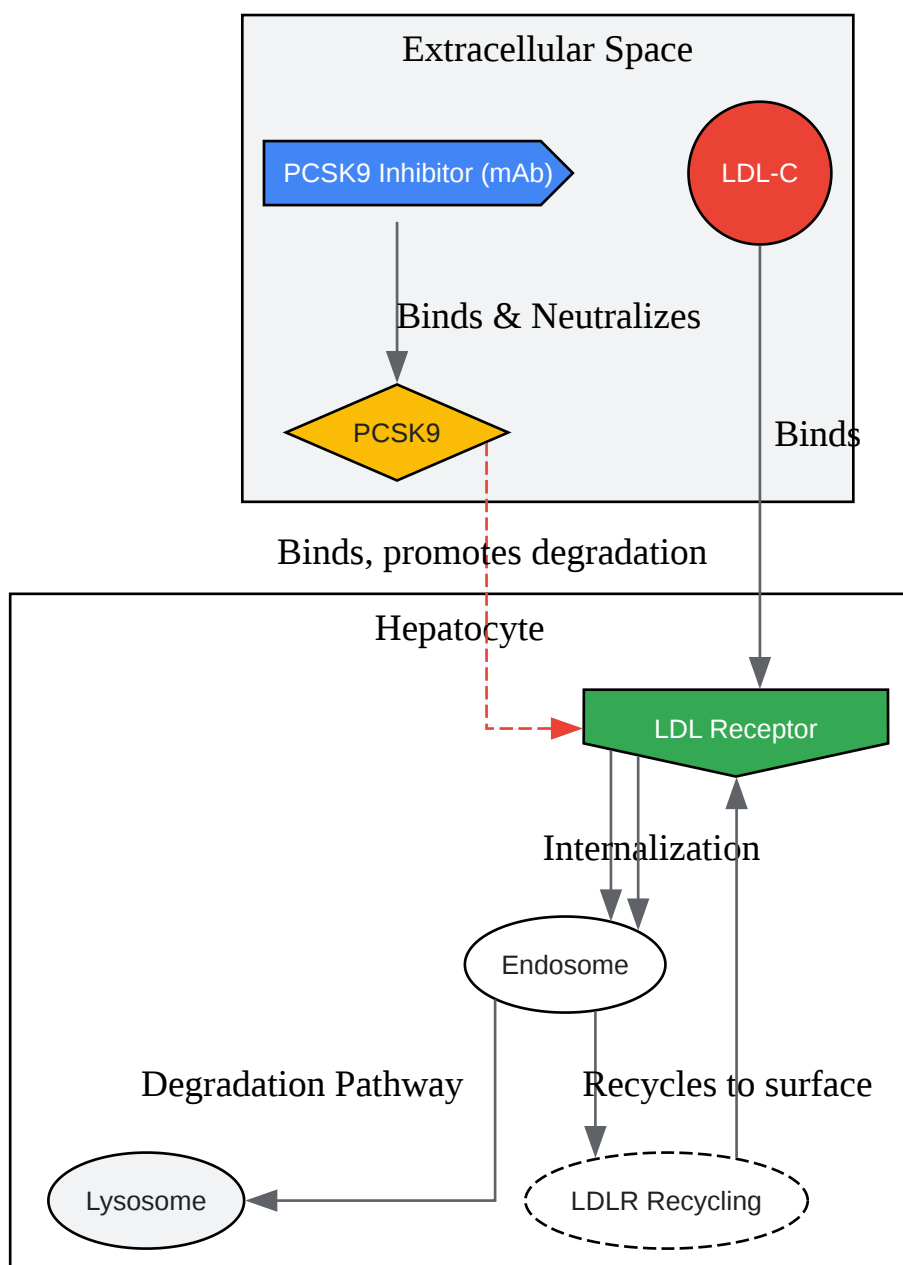 Extracellular Space
PCSK9 Inhibitor (mAb)
LDL-C
Binds & Neutralizes
PCSK9
Binds
Binds, promotes degradation
Hepatocyte
LDL Receptor
Internalization
Endosome
Degradation Pathway
Recycles to surface
Lysosome
LDLR Recycling